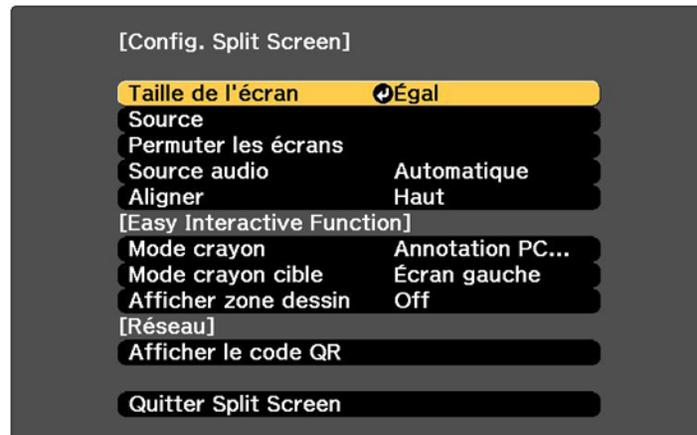 [Config. Split Screen]
Taille de l'écran Égal
Source
Permuter les écrans
Source audio Automatique
Aligner Haut
[Easy Interactive Function]
Mode crayon Annotation PC...
Mode crayon cible Écran gauche
Afficher zone dessin Off
[Réseau]
Afficher le code QR
Quitter Split Screen